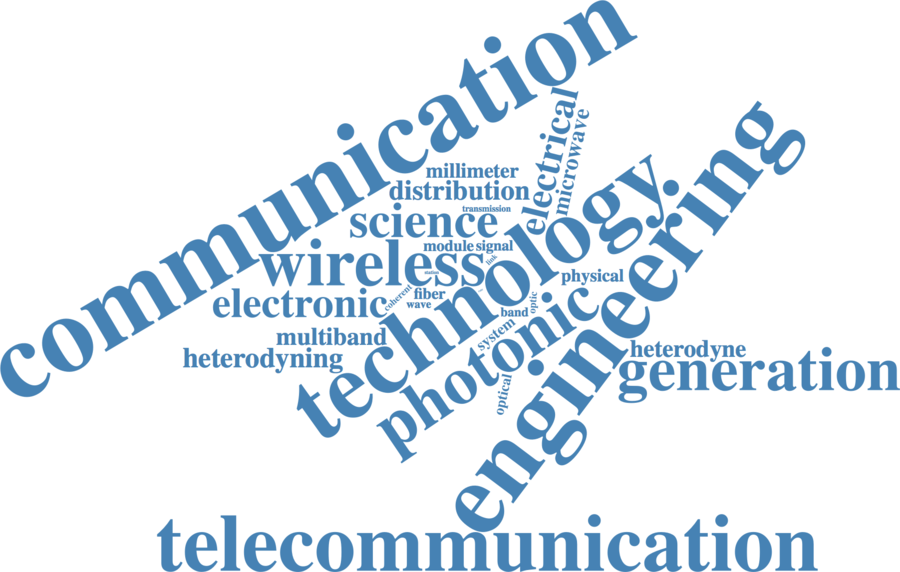 communication
electrical
microwave
millimeter
distribution
transmission
science
module signal
wireless
link
station
technology
engineering
physical
electronic
coherent
fiber
wave
optic
band
photonic
system
multiband
heterodyning
heterodyne
generation
optical
telecommunication